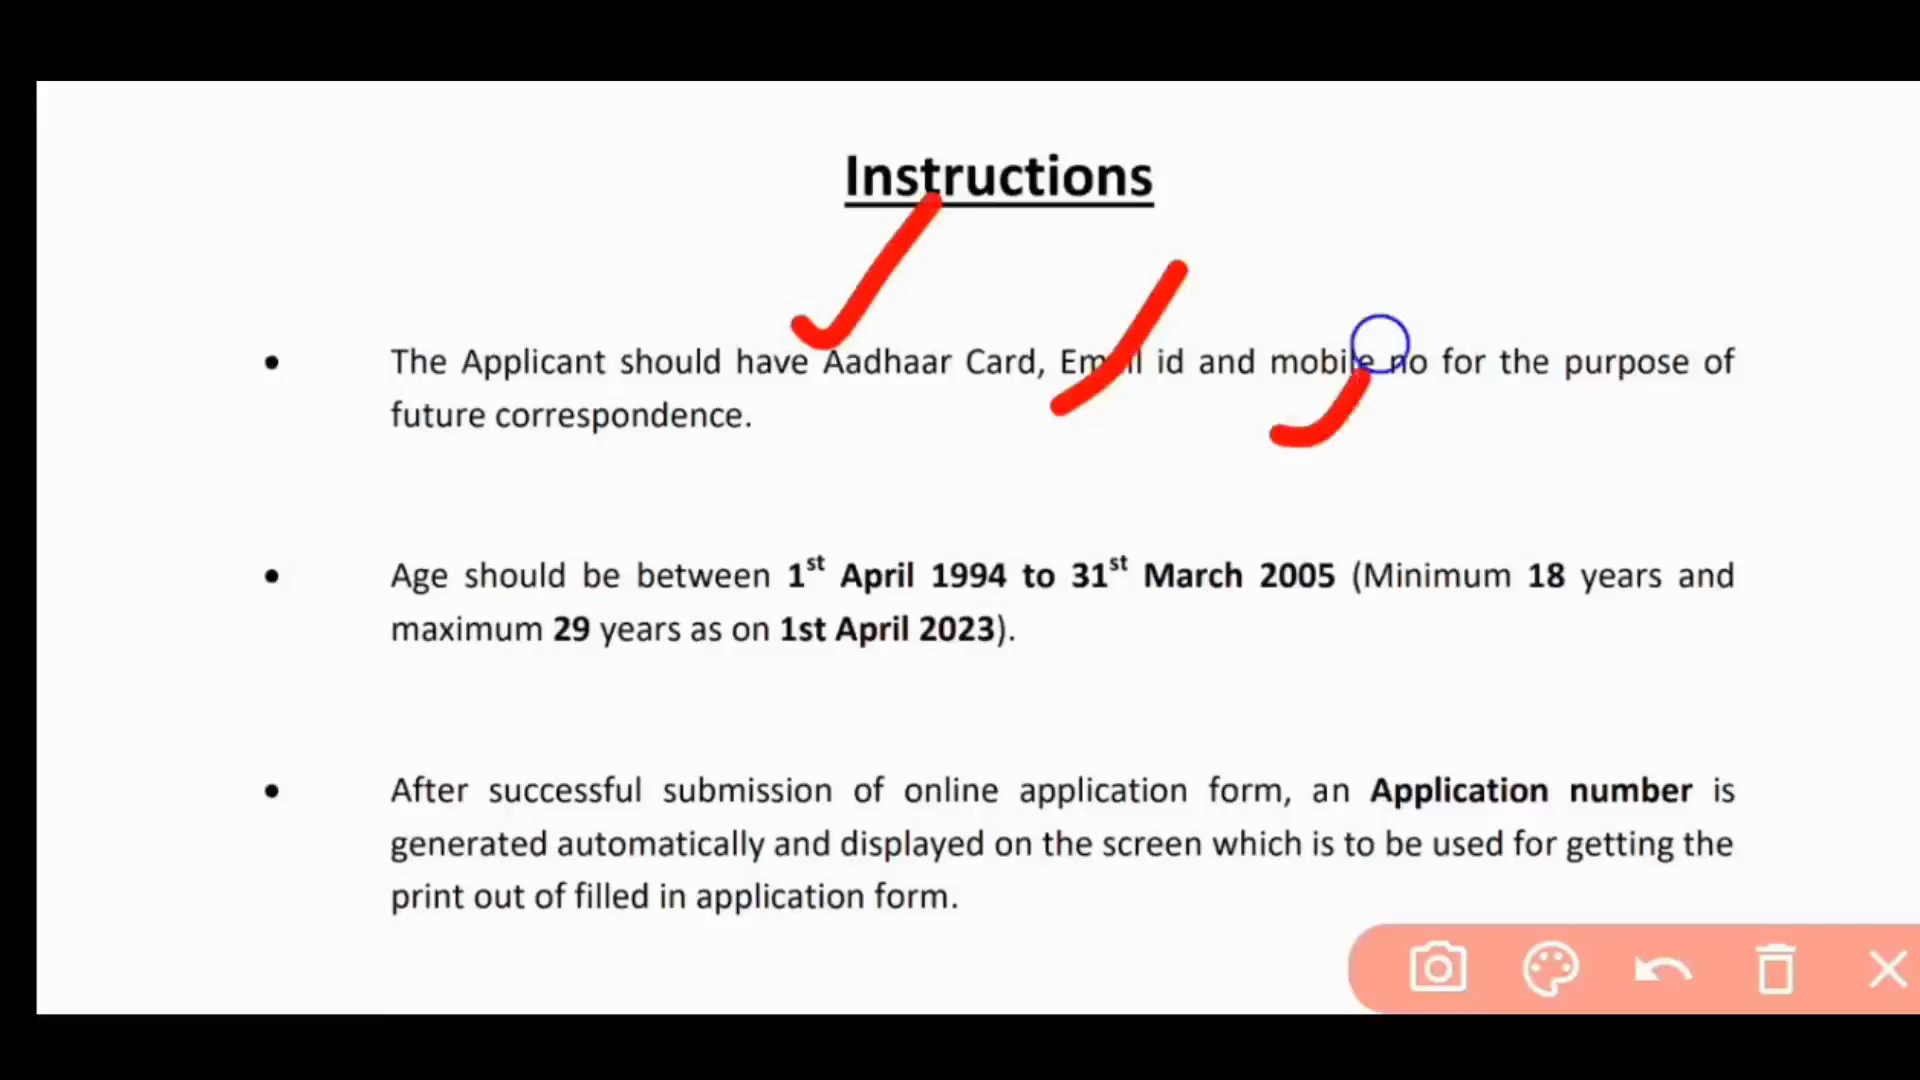 Instructions
• The Applicant should have Aadhaar Card, Email id and mobile no for the purpose of
future correspondence.
• Age should be between 1st April 1994 to 31st March 2005 (Minimum 18 years and
maximum 29 years as on 1st April 2023).
• After successful submission of online application form, an Application number is
generated automatically and displayed on the screen which is to be used for getting the
print out of filled in application form.